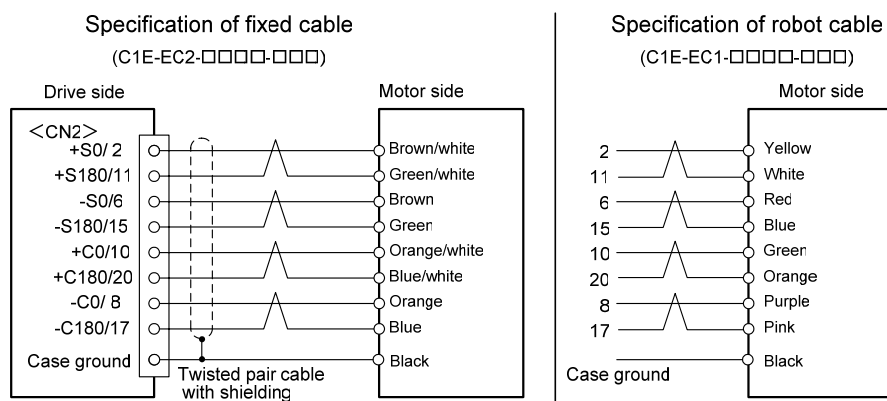 Specification of fixed cable
(C1E-EC2-□□□□-□□□)
Drive side
Motor side
<CN2>
+S0/ 2
Brown/white
+S180/11
Green/white
-S0/6
Brown
-S180/15
Green
+C0/10
Orange/white
+C180/20
Blue/white
-C0/ 8
Orange
-C180/17
Blue
Case ground
Black
Twisted pair cable
with shielding
Specification of robot cable
(C1E-EC1-□□□□-□□□)
Motor side
2
Yellow
11
White
6
Red
15
Blue
10
Green
20
Orange
8
Purple
17
Pink
Case ground
Black